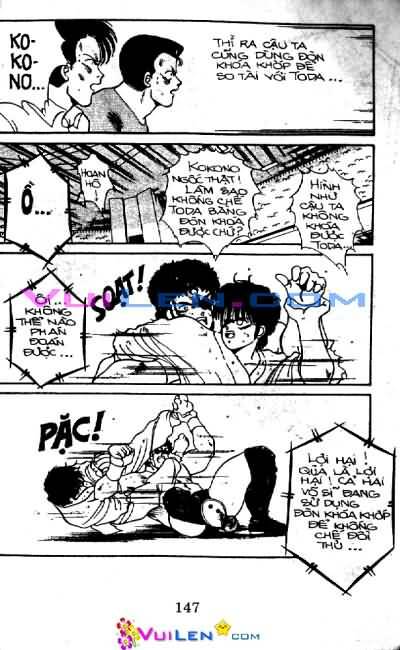 KO-
KO-
NO...
THÌ RA CẬU TA
CŨNG DÙNG ĐÒN
KHÓA KHỚP ĐỂ
SO TÀI VỚI TODA...
Ồ...
HOAN
HÔ!
KOKONO
NGỐC THẬT!
LÀM SAO
KHỐNG CHẾ
TODA BẰNG
ĐÒN KHÓA
ĐƯỢC CHỨ?
HÌNH
NHƯ
CẬU TA
KHÔNG
KHÓA
ĐƯỢC
TODA...
ÔI
KHÔNG
THỂ NÀO
PHÁN
ĐOÁN
ĐƯỢC...
SOẠT!
VUILEN.COM
PẶC!
LỢI HẠI!
QUẢ LÀ LỢI
HẠI! CẢ HAI
VÕ SĨ ĐANG
SỬ DỤNG
ĐÒN KHÓA KHỚP
ĐỂ KHỐNG
CHẾ ĐỐI
THỦ...
147
VUILEN.COM